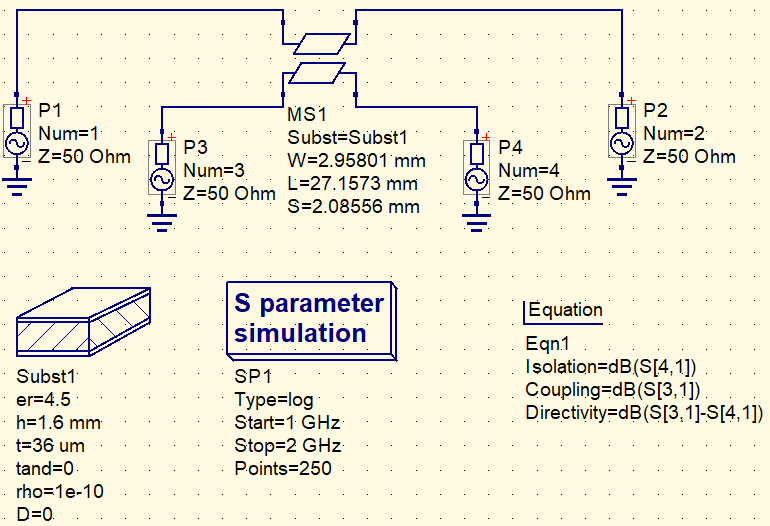 P1
Num=1
Z=50 Ohm
P3
Num=3
Z=50 Ohm
MS1
Subst=Subst1
W=2.95801 mm
L=27.1573 mm
S=2.08556 mm
P4
Num=4
Z=50 Ohm
P2
Num=2
Z=50 Ohm
Subst1
er=4.5
h=1.6 mm
t=36 um
tand=0
rho=1e-10
D=0
S parameter
simulation
SP1
Type=log
Start=1 GHz
Stop=2 GHz
Points=250
Equation
Eqn1
Isolation=dB(S[4,1])
Coupling=dB(S[3,1])
Directivity=dB(S[3,1]-S[4,1])